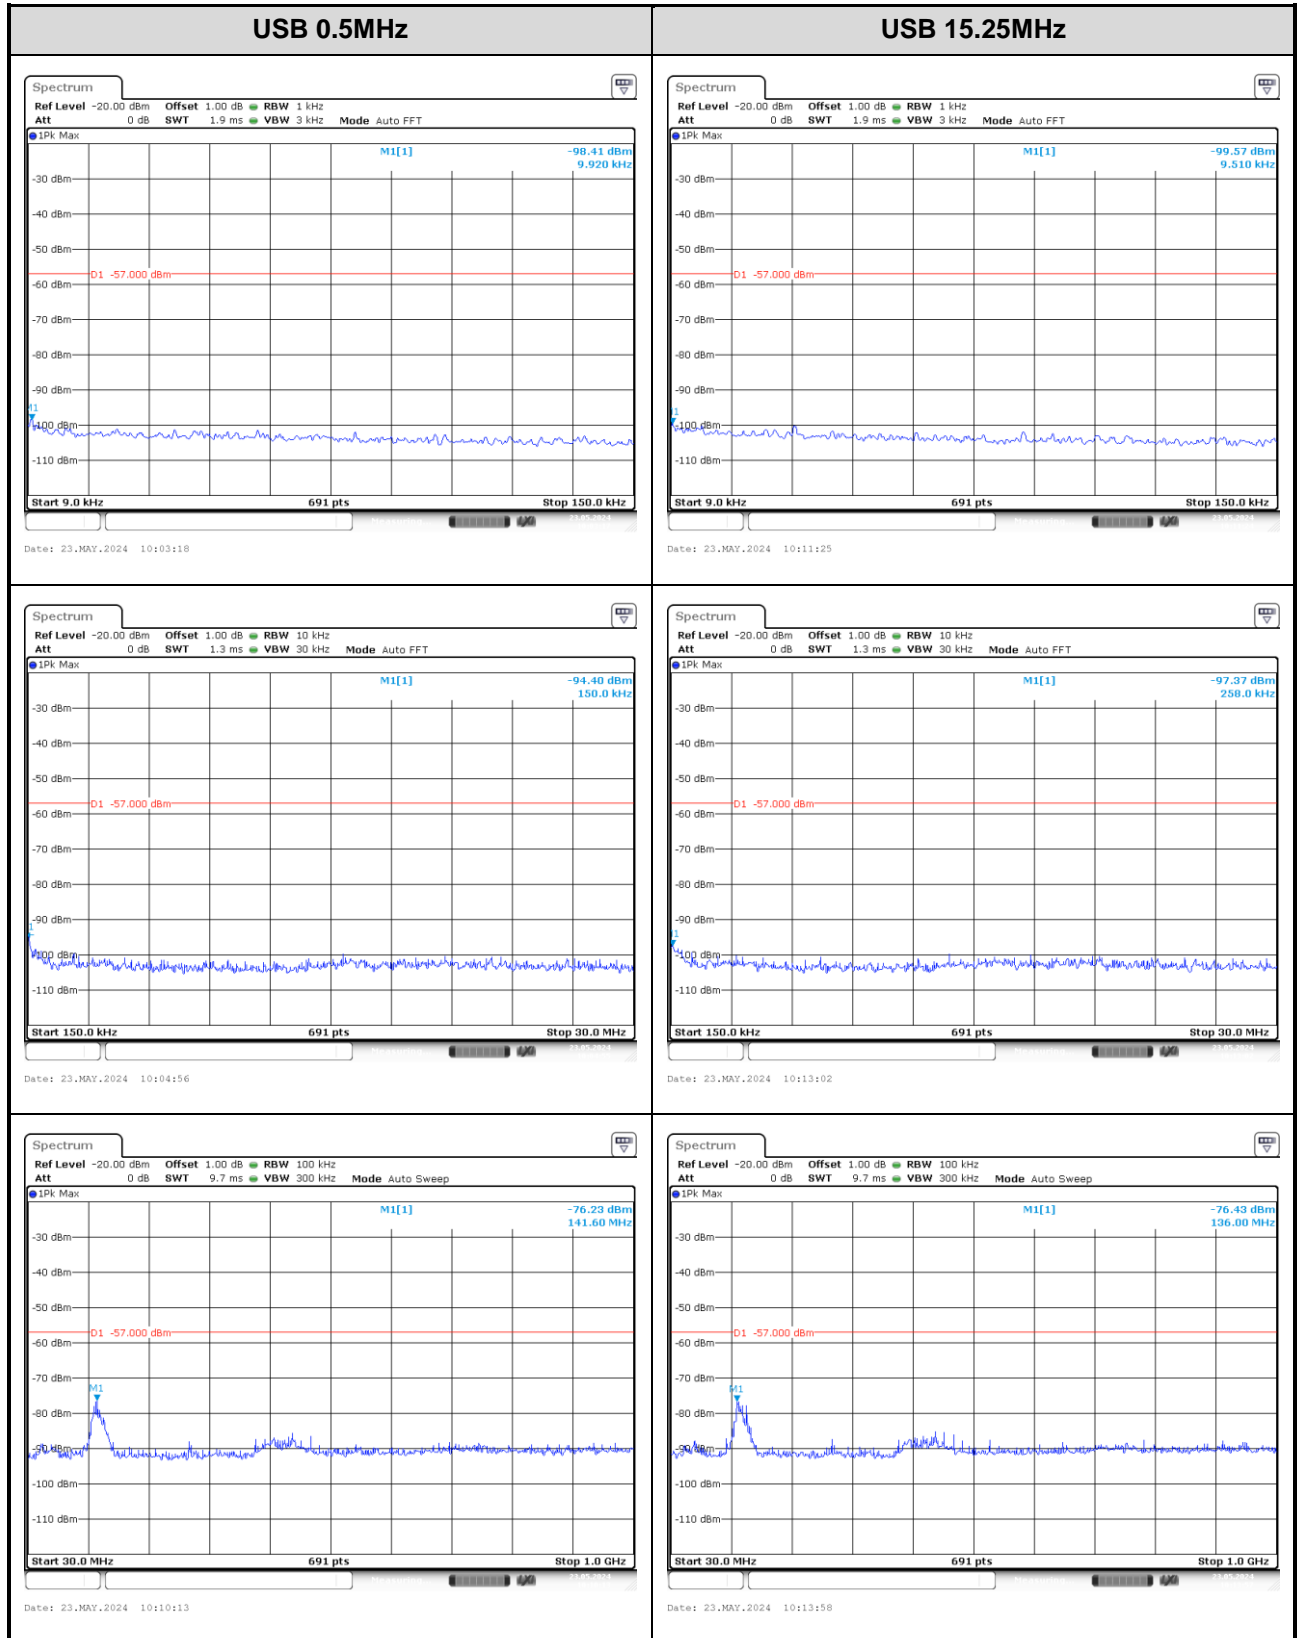 USB 0.5MHz
USB 15.25MHz
Spectrum
Ref Level -20.00 dBm Offset 1.00 dB RBW 1 kHz
Att 0 dB SWT 1.9 ms VBW 3 kHz Mode Auto FFT
1Pk Max
M1[1] -98.41 dBm
9.920 kHz
-30 dBm
-40 dBm
-50 dBm
D1 -57.000 dBm
-60 dBm
-70 dBm
-80 dBm
-90 dBm
-100 dBm
-110 dBm
Start 9.0 kHz 691 pts Stop 150.0 kHz
Date: 23.MAY.2024 10:03:18
Spectrum
Ref Level -20.00 dBm Offset 1.00 dB RBW 1 kHz
Att 0 dB SWT 1.9 ms VBW 3 kHz Mode Auto FFT
1Pk Max
M1[1] -99.57 dBm
9.510 kHz
-30 dBm
-40 dBm
-50 dBm
D1 -57.000 dBm
-60 dBm
-70 dBm
-80 dBm
-90 dBm
-100 dBm
-110 dBm
Start 9.0 kHz 691 pts Stop 150.0 kHz
Date: 23.MAY.2024 10:11:25
Spectrum
Ref Level -20.00 dBm Offset 1.00 dB RBW 10 kHz
Att 0 dB SWT 1.3 ms VBW 30 kHz Mode Auto FFT
1Pk Max
M1[1] -94.40 dBm
150.0 kHz
-30 dBm
-40 dBm
-50 dBm
D1 -57.000 dBm
-60 dBm
-70 dBm
-80 dBm
-90 dBm
-100 dBm
-110 dBm
Start 150.0 kHz 691 pts Stop 30.0 MHz
Date: 23.MAY.2024 10:04:56
Spectrum
Ref Level -20.00 dBm Offset 1.00 dB RBW 10 kHz
Att 0 dB SWT 1.3 ms VBW 30 kHz Mode Auto FFT
1Pk Max
M1[1] -97.37 dBm
258.0 kHz
-30 dBm
-40 dBm
-50 dBm
D1 -57.000 dBm
-60 dBm
-70 dBm
-80 dBm
-90 dBm
-100 dBm
-110 dBm
Start 150.0 kHz 691 pts Stop 30.0 MHz
Date: 23.MAY.2024 10:13:02
Spectrum
Ref Level -20.00 dBm Offset 1.00 dB RBW 100 kHz
Att 0 dB SWT 9.7 ms VBW 300 kHz Mode Auto Sweep
1Pk Max
M1[1] -76.23 dBm
141.60 MHz
-30 dBm
-40 dBm
-50 dBm
D1 -57.000 dBm
-60 dBm
-70 dBm
M1
-80 dBm
-90 dBm
-100 dBm
-110 dBm
Start 30.0 MHz 691 pts Stop 1.0 GHz
Date: 23.MAY.2024 10:10:13
Spectrum
Ref Level -20.00 dBm Offset 1.00 dB RBW 100 kHz
Att 0 dB SWT 9.7 ms VBW 300 kHz Mode Auto Sweep
1Pk Max
M1[1] -76.43 dBm
136.00 MHz
-30 dBm
-40 dBm
-50 dBm
D1 -57.000 dBm
-60 dBm
-70 dBm
M1
-80 dBm
-90 dBm
-100 dBm
-110 dBm
Start 30.0 MHz 691 pts Stop 1.0 GHz
Date: 23.MAY.2024 10:13:58